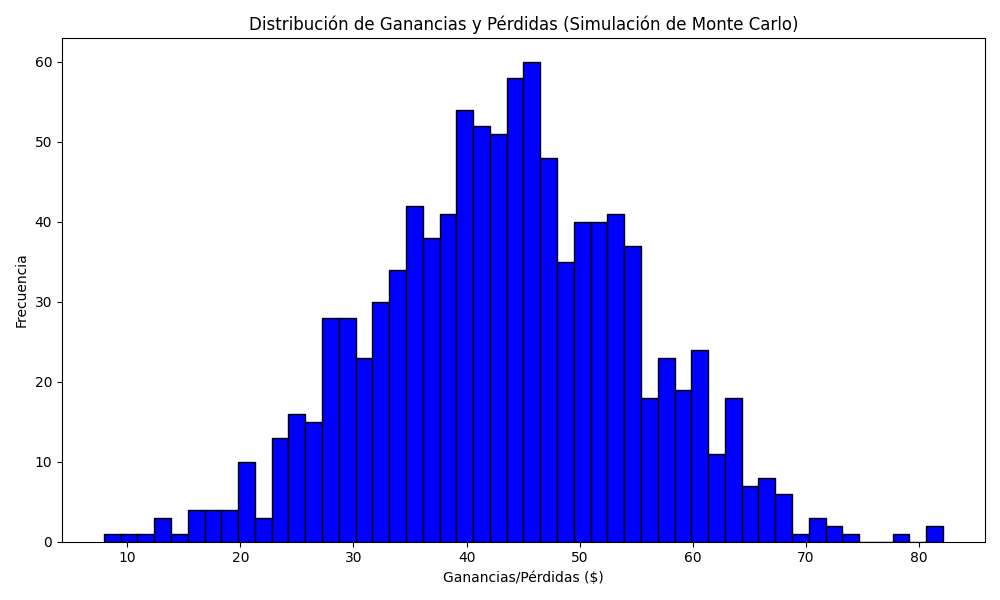 Distribución de Ganancias y Pérdidas (Simulación de Monte Carlo)
60
50
40
30
20
10
0
Frecuencia
10 20 30 40 50 60 70 80
Ganancias/Pérdidas ($)